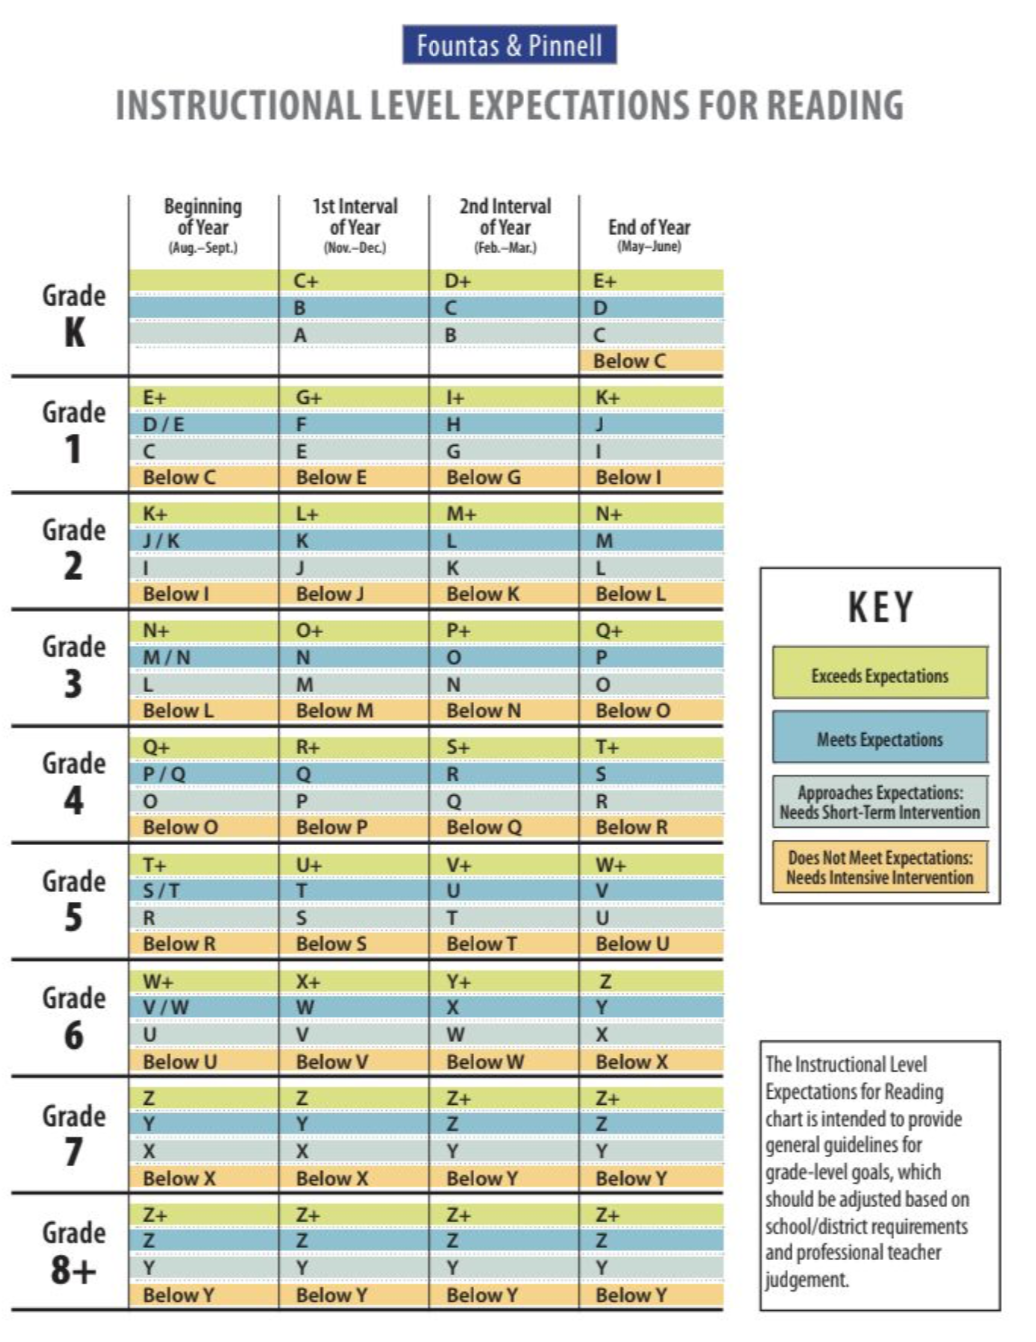 Fountas & Pinnell
INSTRUCTIONAL LEVEL EXPECTATIONS FOR READING
Beginning of Year (Aug.–Sept.) 1st Interval of Year (Nov.–Dec.) 2nd Interval of Year (Feb.–Mar.) End of Year (May–June)
Grade K
C+ D+ E+
B C D
A B C
Below C
Grade 1
E+ G+ I+ K+
D / E F H J
C E G I
Below C Below E Below G Below I
Grade 2
K+ L+ M+ N+
J / K K L M
I J K L
Below I Below J Below K Below L
Grade 3
N+ O+ P+ Q+
M / N N O P
L M N O
Below L Below M Below N Below O
Grade 4
Q+ R+ S+ T+
P / Q Q R S
O P Q R
Below O Below P Below Q Below R
Grade 5
T+ U+ V+ W+
S / T T U V
R S T U
Below R Below S Below T Below U
Grade 6
W+ X+ Y+ Z
V / W W X Y
U V W X
Below U Below V Below W Below X
Grade 7
Z Z Z+ Z+
Y Y Z Z
X X Y Y
Below X Below X Below Y Below Y
Grade 8+
Z+ Z+ Z+ Z+
Z Z Z Z
Y Y Y Y
Below Y Below Y Below Y Below Y
KEY
Exceeds Expectations
Meets Expectations
Approaches Expectations:
Needs Short-Term Intervention
Does Not Meet Expectations:
Needs Intensive Intervention
The Instructional Level
Expectations for Reading
chart is intended to provide
general guidelines for
grade-level goals, which
should be adjusted based on
school/district requirements
and professional teacher
judgement.